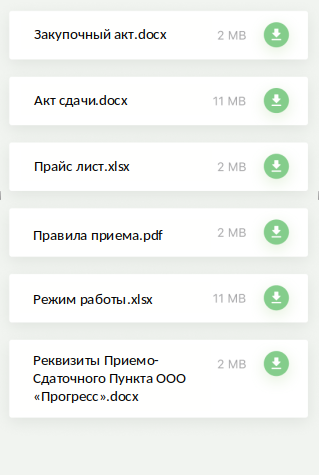 Закупочный акт.docx 2 MB
Акт сдачи.docx 11 MB
Прайс лист.xlsx 2 MB
Правила приема.pdf 2 MB
Режим работы.xlsx 11 MB
Реквизиты Приемо- 2 MB
Сдаточного Пункта ООО
«Прогресс».docx